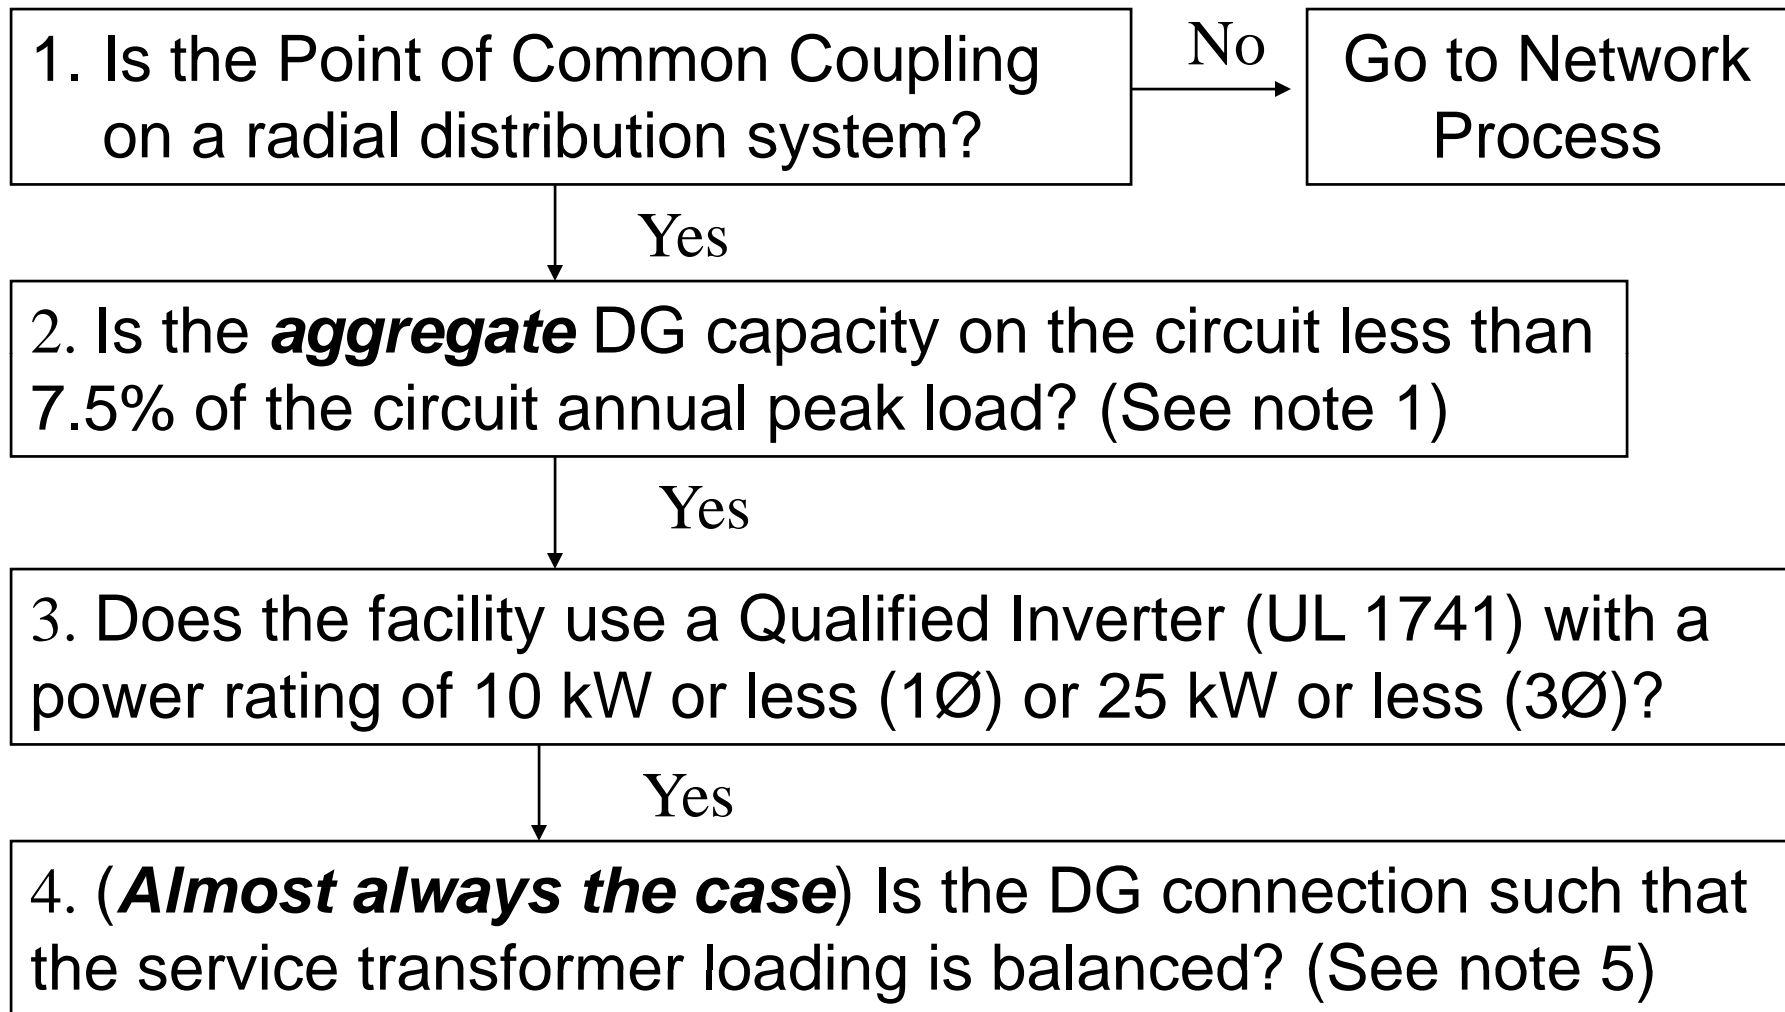 1. Is the Point of Common Coupling
on a radial distribution system?
No
Go to Network
Process
Yes
2. Is the aggregate DG capacity on the circuit less than
7.5% of the circuit annual peak load? (See note 1)
Yes
3. Does the facility use a Qualified Inverter (UL 1741) with a
power rating of 10 kW or less (1Ø) or 25 kW or less (3Ø)?
Yes
4. (Almost always the case) Is the DG connection such that
the service transformer loading is balanced? (See note 5)